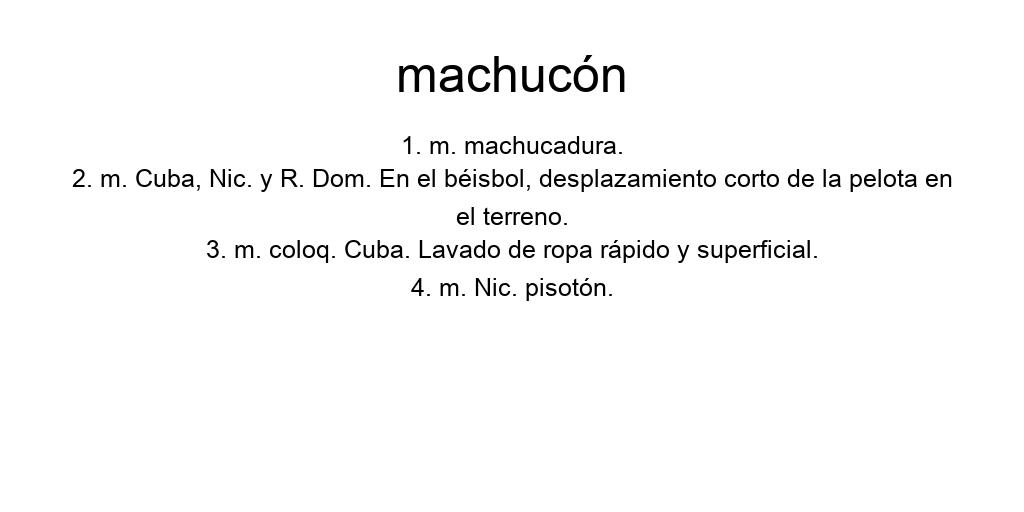 machucón
1. m. machucadura.
2. m. Cuba, Nic. y R. Dom. En el béisbol, desplazamiento corto de la pelota en
el terreno.
3. m. coloq. Cuba. Lavado de ropa rápido y superficial.
4. m. Nic. pisotón.